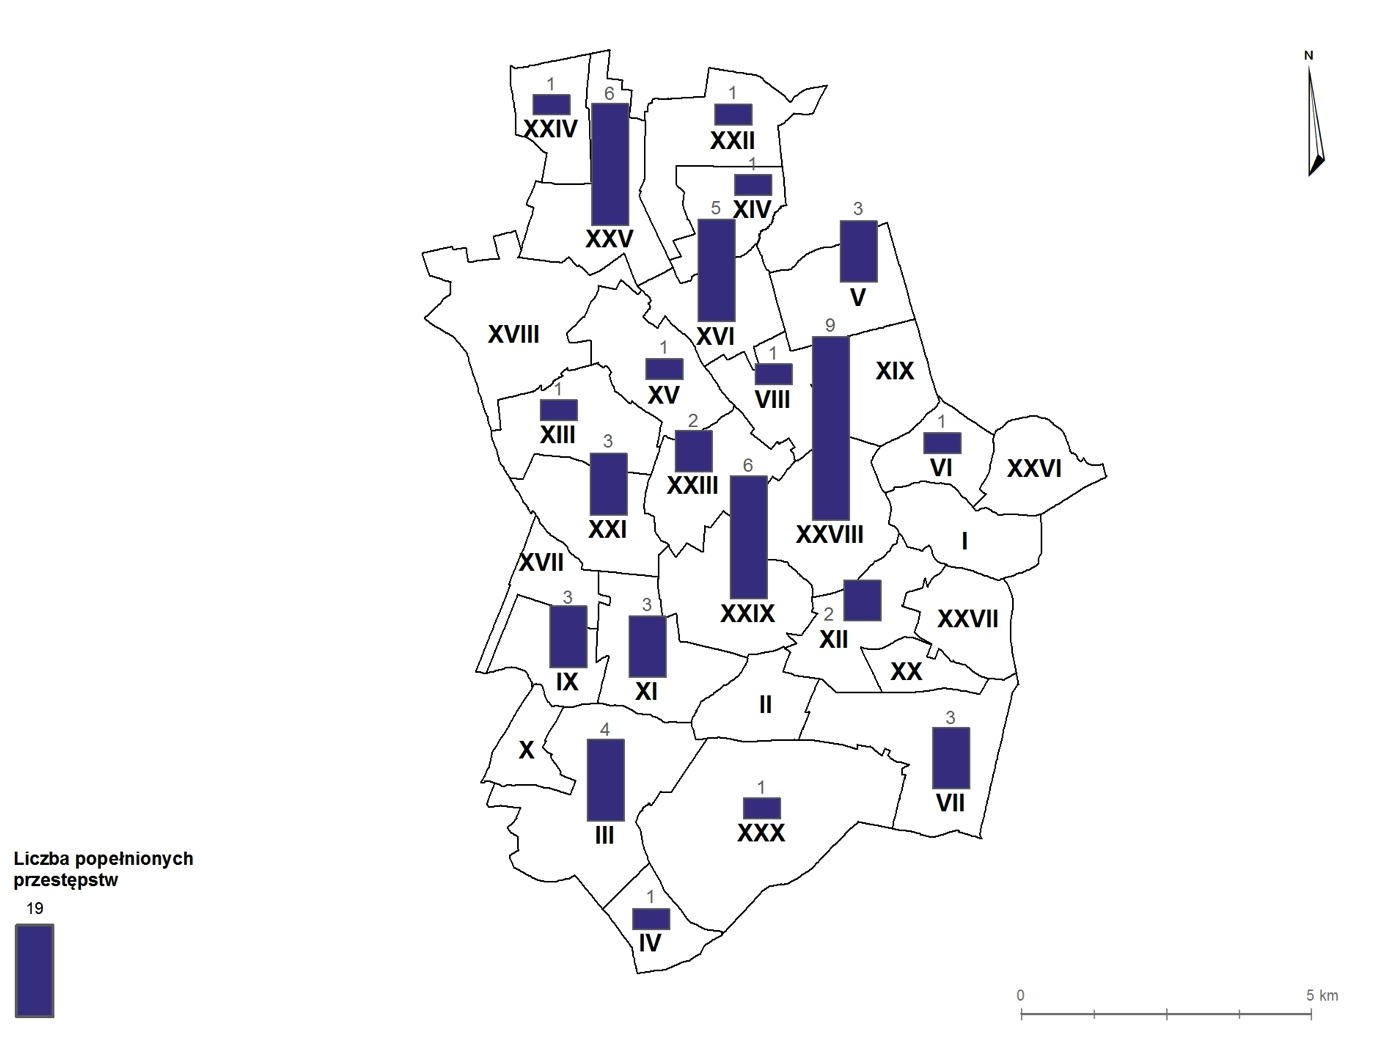 N
1
XXIV
6
XXV
1
XXII
1
XIV
5
XVI
3
V
XVIII
1
XV
1
VIII
9
XXVIII
XIX
1
XIII
3
XXI
2
XXIII
6
XXIX
1
VI
XXVI
I
XVII
3
IX
3
XI
2
XII
XXVII
XX
II
X
4
III
1
XXX
3
VII
1
IV
Liczba popełnionych
przestępstw
19
0 5 km